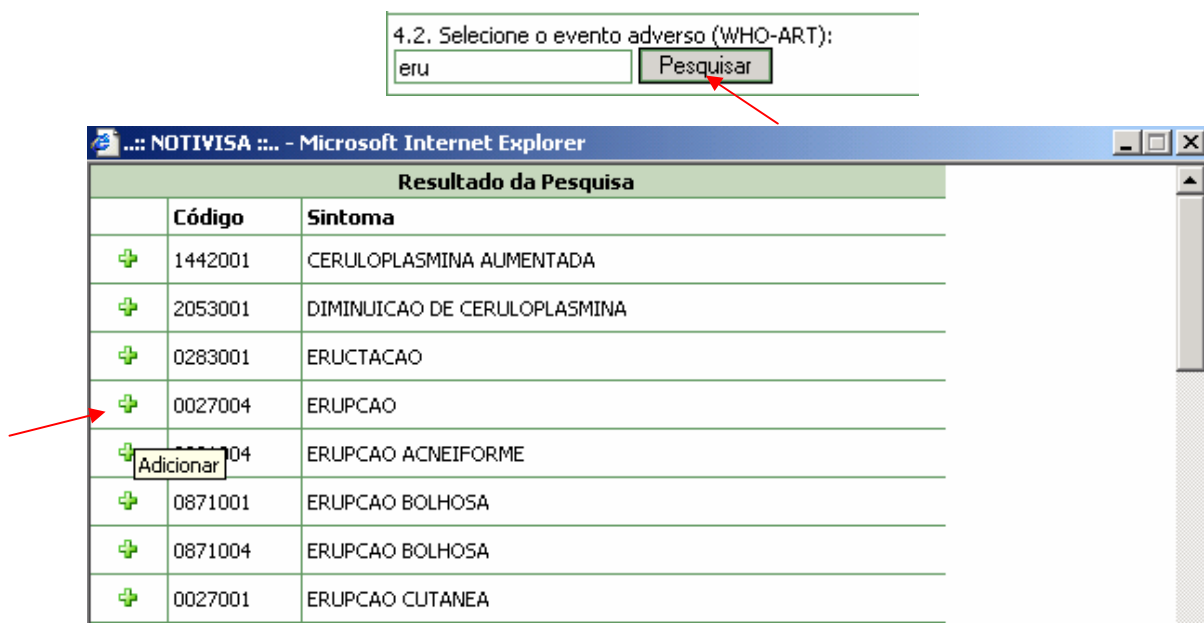 4.2. Selecione o evento adverso (WHO-ART):
eru Pesquisar
..:: NOTIVISA ::.. - Microsoft Internet Explorer
Resultado da Pesquisa
Código Sintoma
1442001 CERULOPLASMINA AUMENTADA
2053001 DIMINUICAO DE CERULOPLASMINA
0283001 ERUCTACAO
0027004 ERUPCAO
04 ERUPCAO ACNEIFORME
Adicionar
0871001 ERUPCAO BOLHOSA
0871004 ERUPCAO BOLHOSA
0027001 ERUPCAO CUTANEA